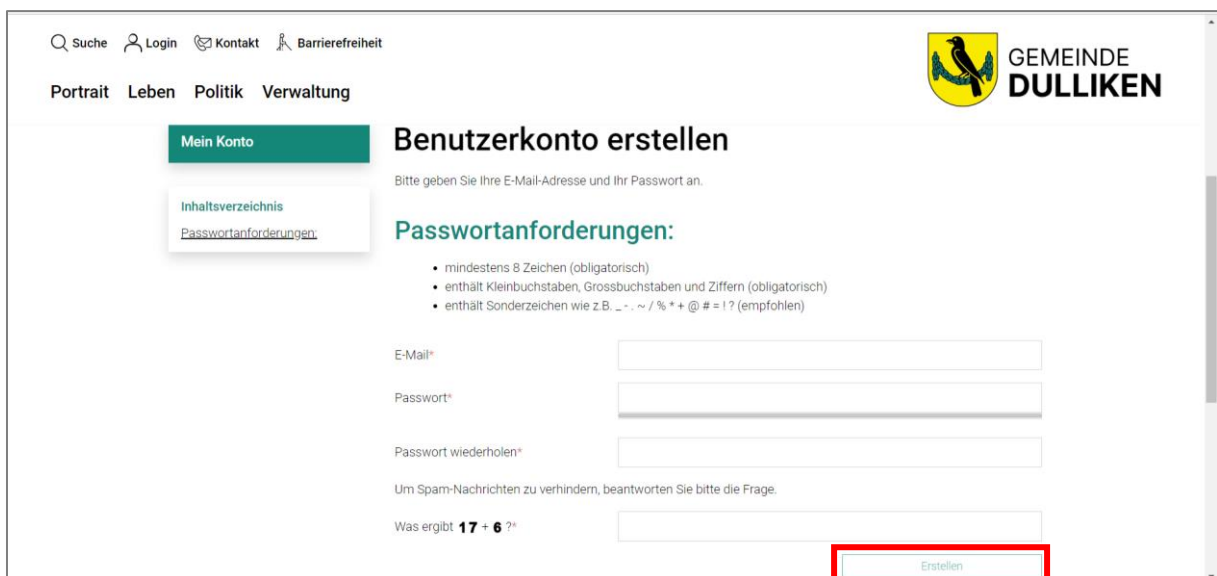 Suche Login Kontakt Barrierefreiheit
Portrait Leben Politik Verwaltung
GEMEINDE
DULLIKEN
Mein Konto
Inhaltsverzeichnis
Passwortanforderungen:
Benutzerkonto erstellen
Bitte geben Sie Ihre E-Mail-Adresse und Ihr Passwort an.
Passwortanforderungen:
• mindestens 8 Zeichen (obligatorisch)
• enthält Kleinbuchstaben, Grossbuchstaben und Ziffern (obligatorisch)
• enthält Sonderzeichen wie z.B. _ - . ~ / % * + @ # = ! ? (empfohlen)
E-Mail*
Passwort*
Passwort wiederholen*
Um Spam-Nachrichten zu verhindern, beantworten Sie bitte die Frage.
Was ergibt 17 + 6 ?*
Erstellen